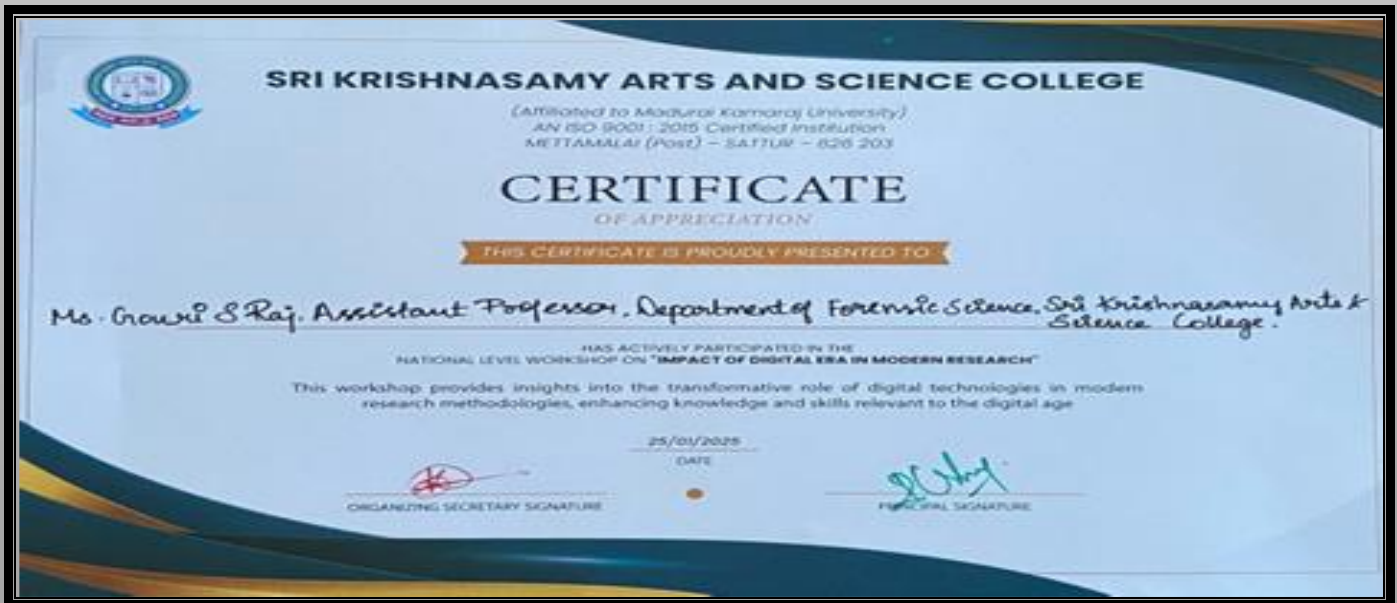 SRI KRISHNASAMY ARTS AND SCIENCE COLLEGE
(Affiliated to Madurai Kamaraj University)
AN ISO 9001 : 2015 Certified Institution
METTAMALAI (Post) – SATTUR – 626 203
CERTIFICATE
OF APPRECIATION
THIS CERTIFICATE IS PROUDLY PRESENTED TO
Ms. Gouri S Raj, Assistant Professor, Department of Forensic Science, Sri Krishnasamy Arts &
Science College.
HAS ACTIVELY PARTICIPATED IN THE
NATIONAL LEVEL WORKSHOP ON "IMPACT OF DIGITAL ERA IN MODERN RESEARCH"
This workshop provides insights into the transformative role of digital technologies in modern
research methodologies, enhancing knowledge and skills relevant to the digital age
25/01/2025
DATE
ORGANIZING SECRETARY SIGNATURE
PRINCIPAL SIGNATURE